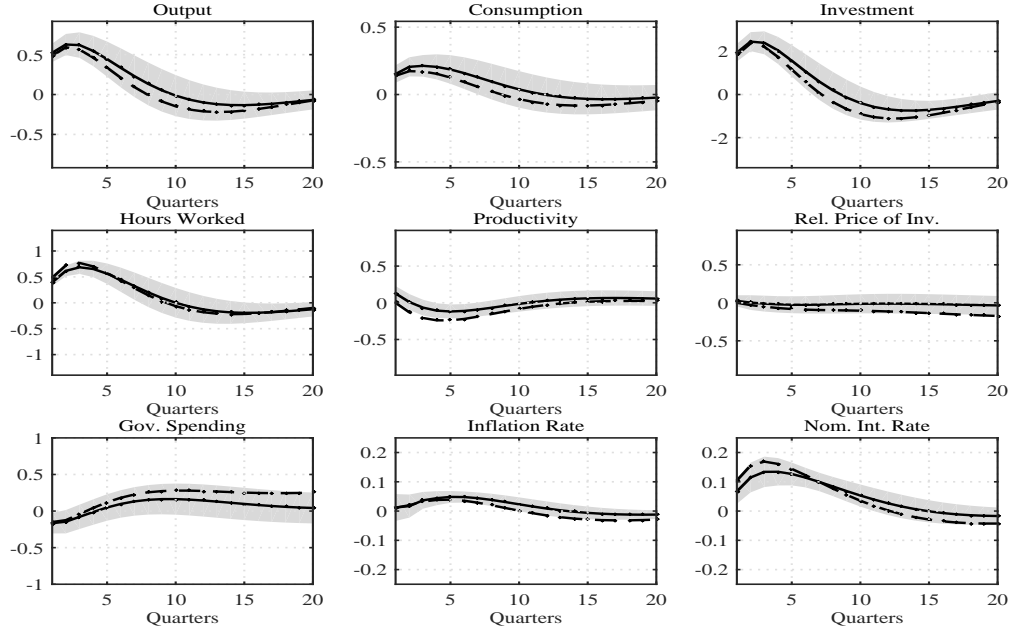 Output
Consumption
Investment
0.5
0
-0.5
5 10 15 20
Quarters
0.5
0
-0.5
5 10 15 20
Quarters
2
0
-2
5 10 15 20
Quarters
Hours Worked
Productivity
Rel. Price of Inv.
1
0.5
0
-0.5
-1
5 10 15 20
Quarters
0.5
0
-0.5
5 10 15 20
Quarters
0.5
0
-0.5
5 10 15 20
Quarters
Gov. Spending
Inflation Rate
Nom. Int. Rate
1
0.5
0
-0.5
-1
5 10 15 20
Quarters
0.2
0.1
0
-0.1
-0.2
5 10 15 20
Quarters
0.2
0.1
0
-0.1
-0.2
5 10 15 20
Quarters